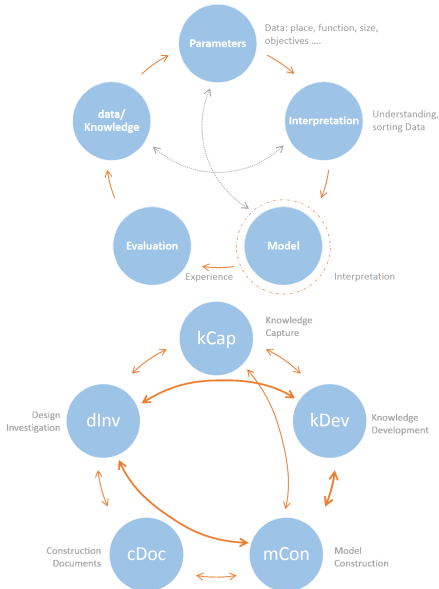 Parameters
Data: place, function, size,
objectives ....
data/
Knowledge
Interpretation
Understanding,
sorting Data
Evaluation
Model
Experience
Interpretation
kCap
Knowledge
Capture
Design
Investigation
dInv
kDev
Knowledge
Development
Construction
Documents
cDoc
mCon
Model
Construction